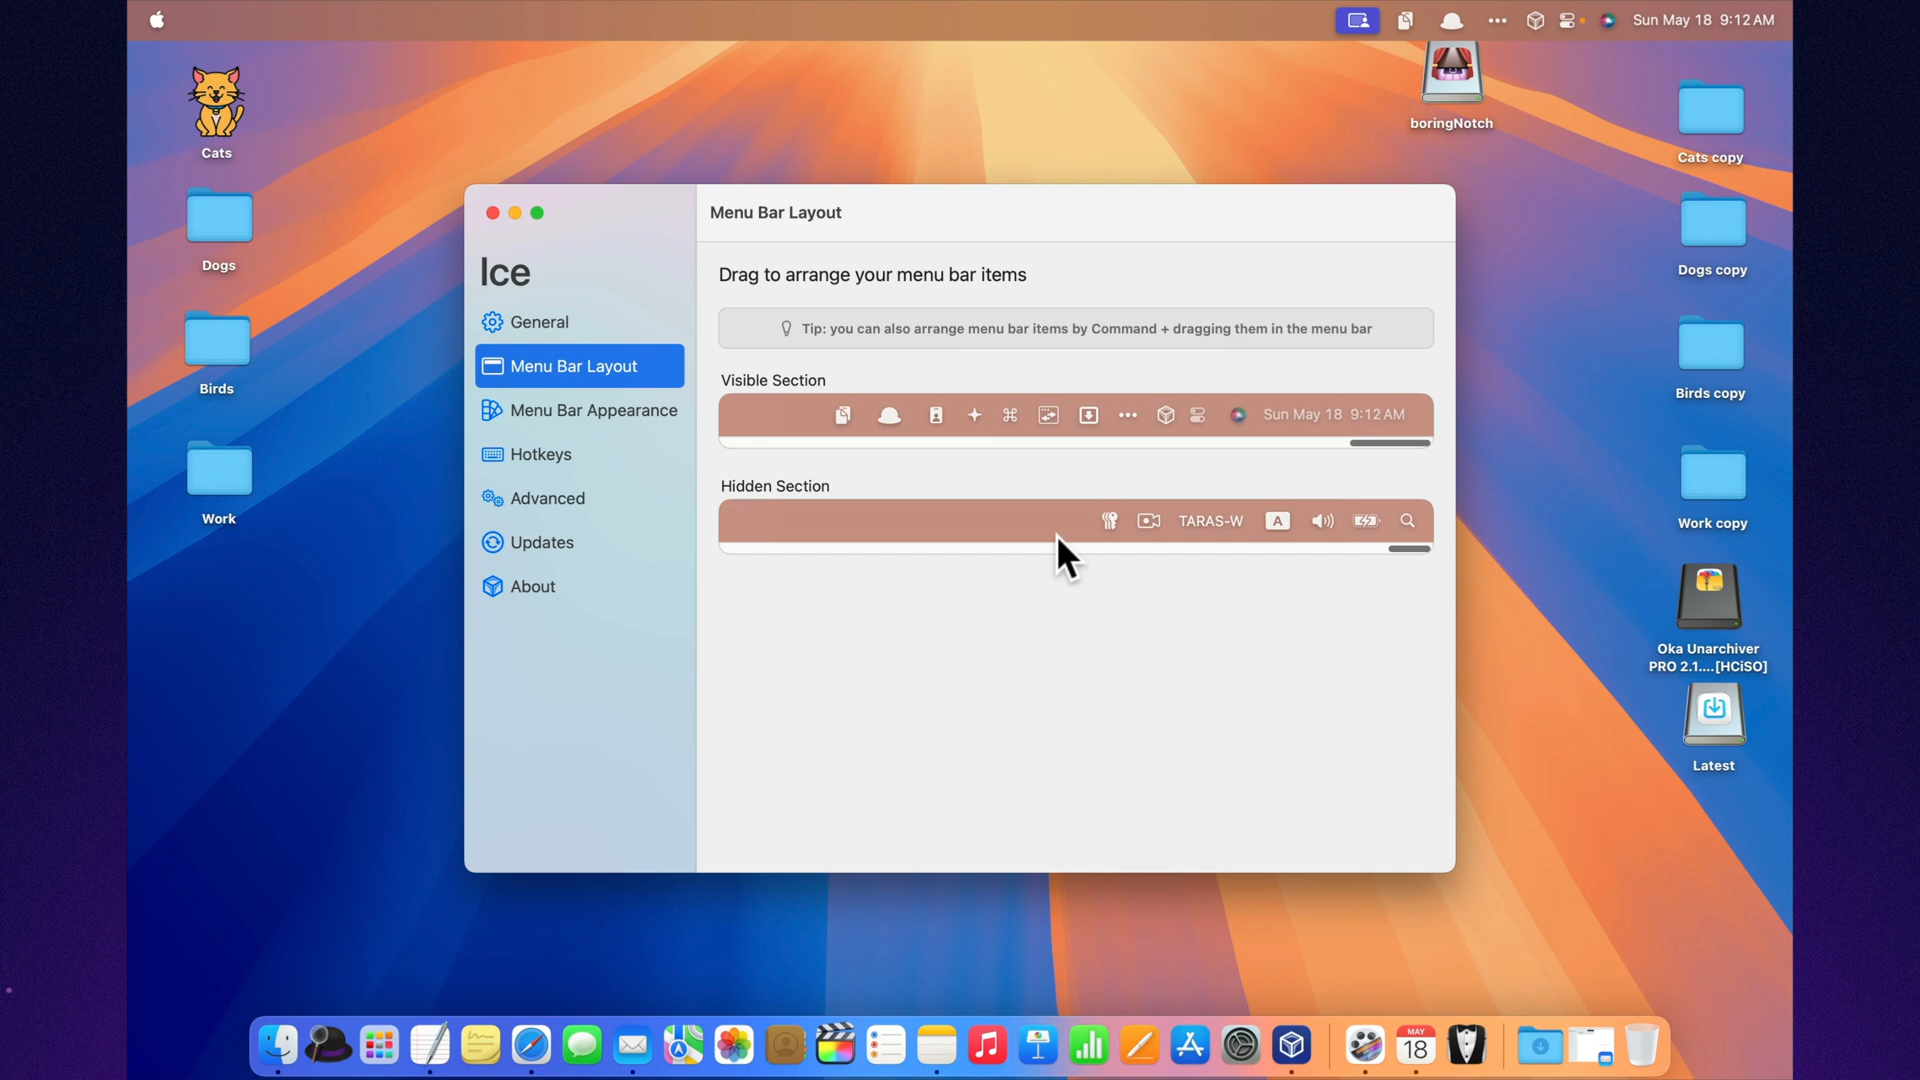 Sun May 18 9:12 AM
Cats
Dogs
Birds
Work
boringNotch
Cats copy
Dogs copy
Birds copy
Work copy
Oka Unarchiver
PRO 2.1....[HCiSO]
Latest
Ice
General
Menu Bar Layout
Menu Bar Appearance
Hotkeys
Advanced
Updates
About
Menu Bar Layout
Drag to arrange your menu bar items
Tip: you can also arrange menu bar items by Command + dragging them in the menu bar
Visible Section
Sun May 18 9:12 AM
Hidden Section
TARAS-W
A
MAY
18